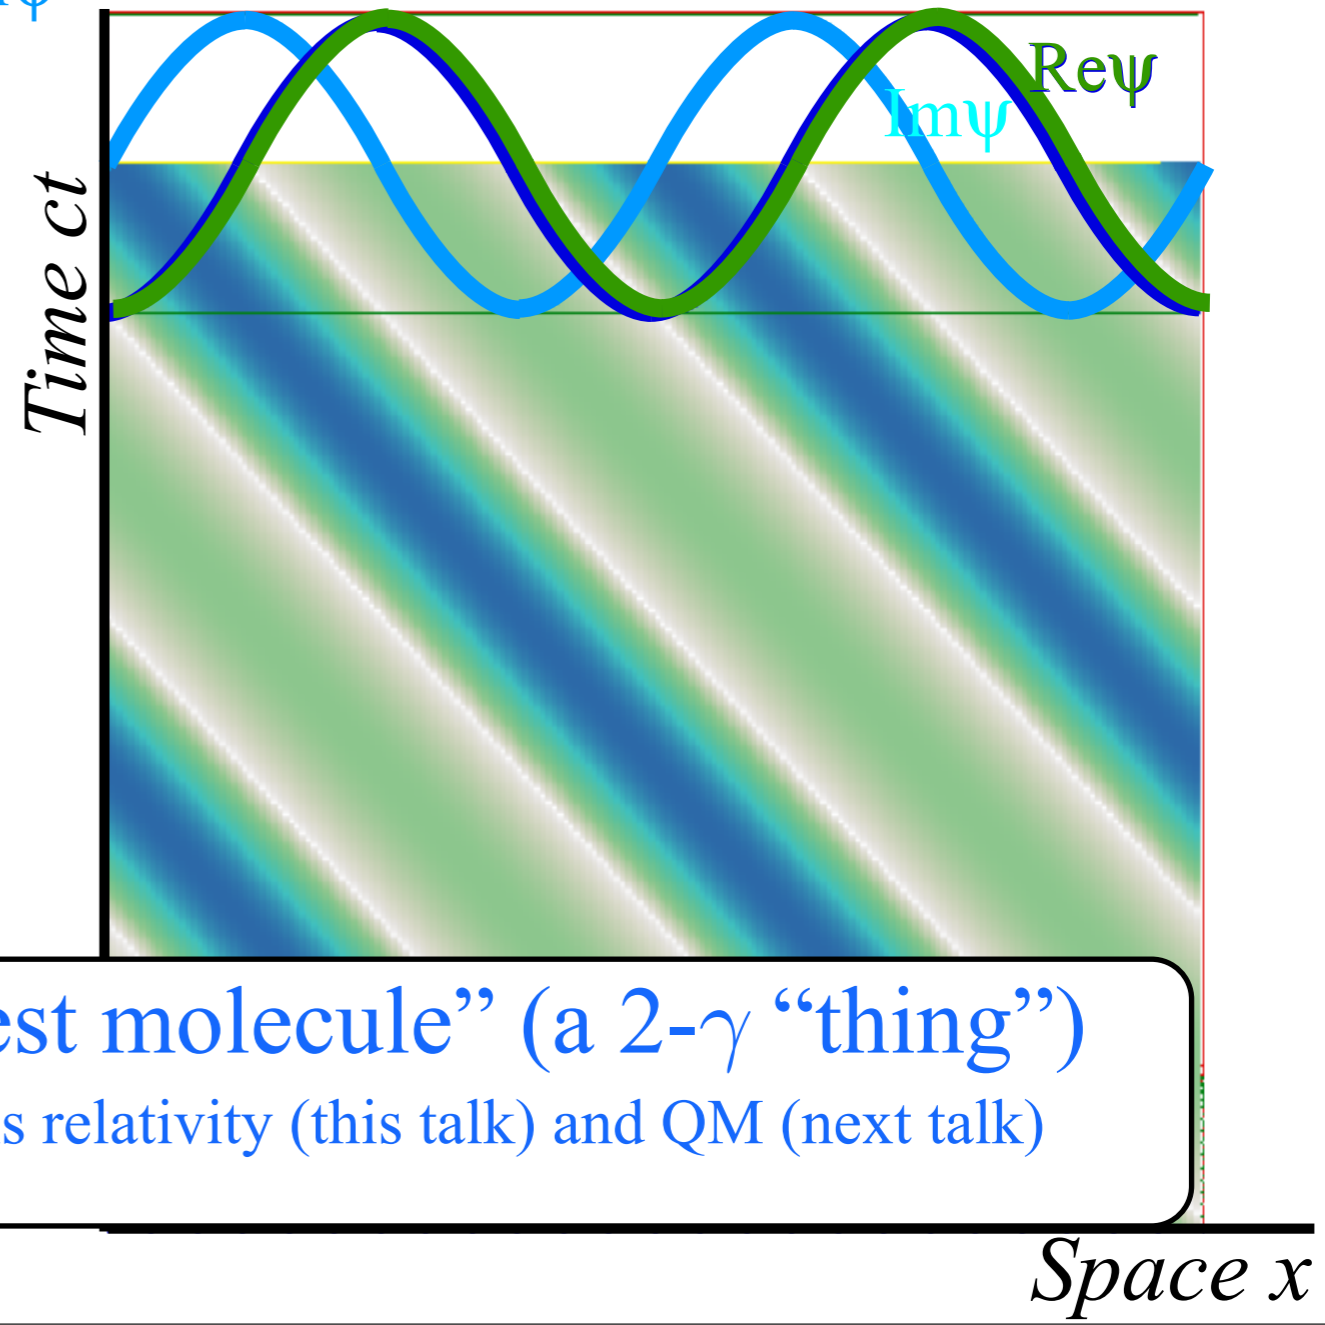 ψ
Reψ
Imψ
Time ct
est molecule” (a 2-γ “thing”)
s relativity (this talk) and QM (next talk)
Space x